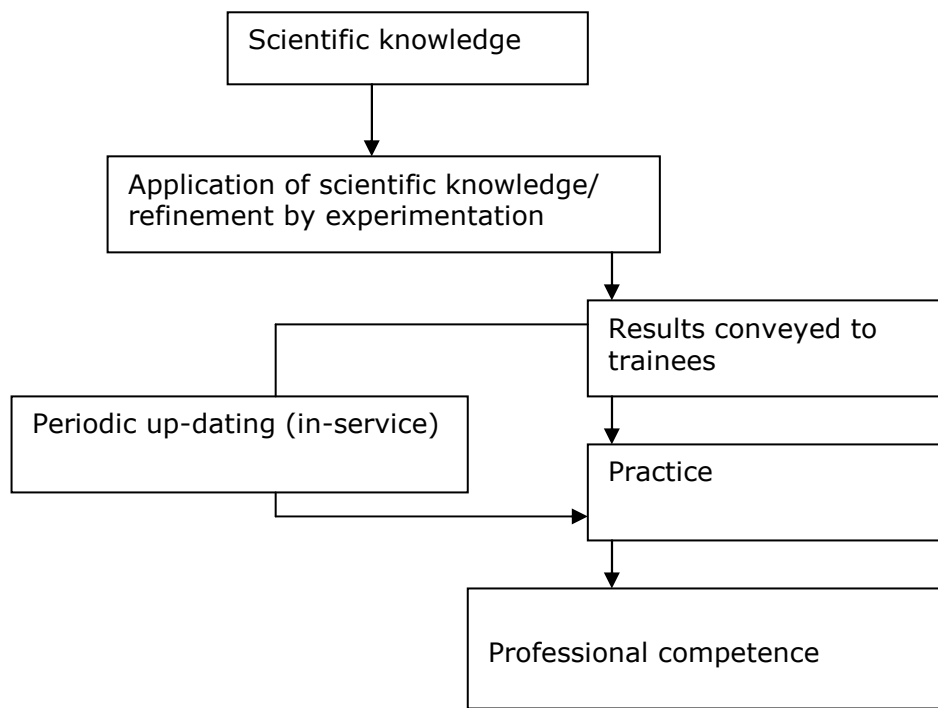 Scientific knowledge
Application of scientific knowledge/
refinement by experimentation
Results conveyed to
trainees
Periodic up-dating (in-service)
Practice
Professional competence